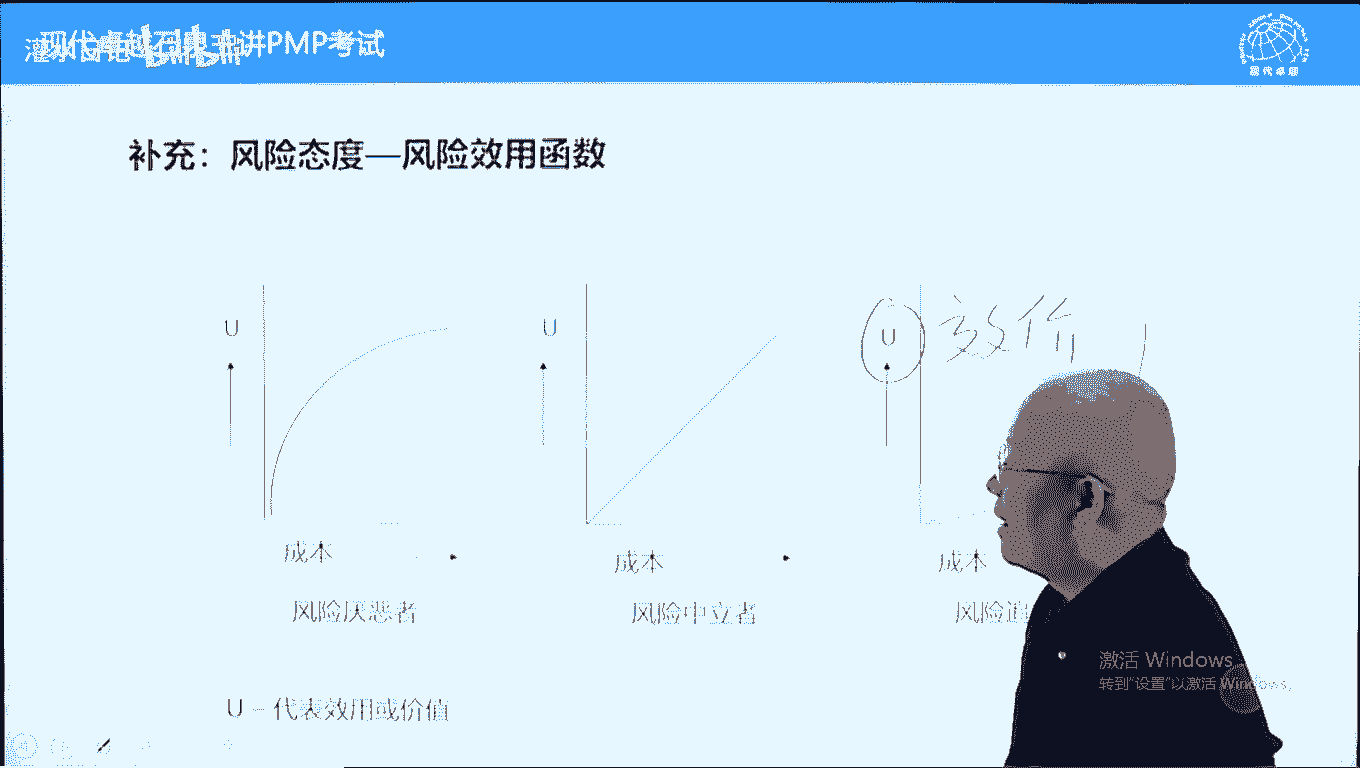 讲PMP考试
现代卓越
补充：风险态度—风险效用函数
U
U
U
效价
成本
成本
成本
风险厌恶者
风险中立者
风险追
激活 Windows
转到"设置"以激活 Windows。
U – 代表效用或价值